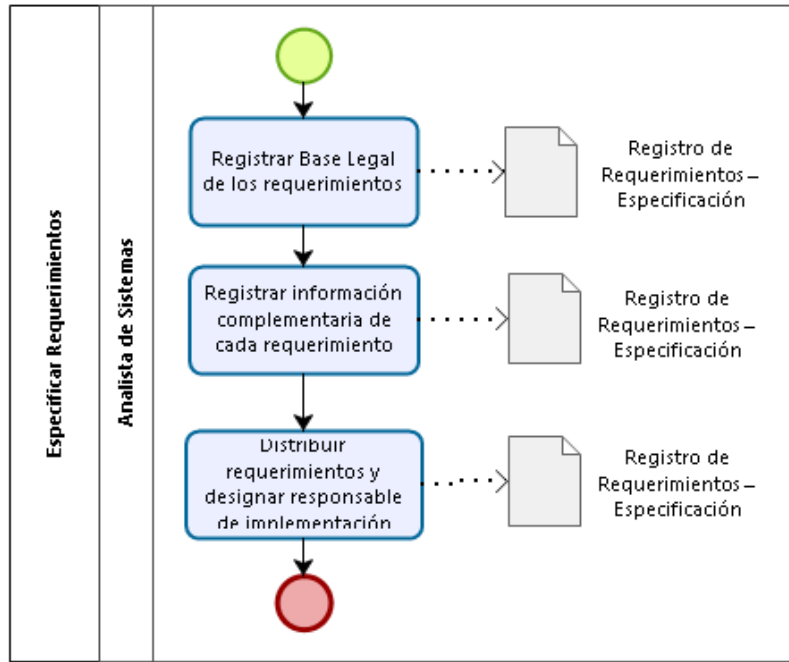 Especificar Requerimientos
Analista de Sistemas
Registrar Base Legal
de los requerimientos
Registro de
Requerimientos –
Especificación
Registrar información
complementaria de
cada requerimiento
Registro de
Requerimientos –
Especificación
Distribuir
requerimientos y
designar responsable
de implementación
Registro de
Requerimientos –
Especificación